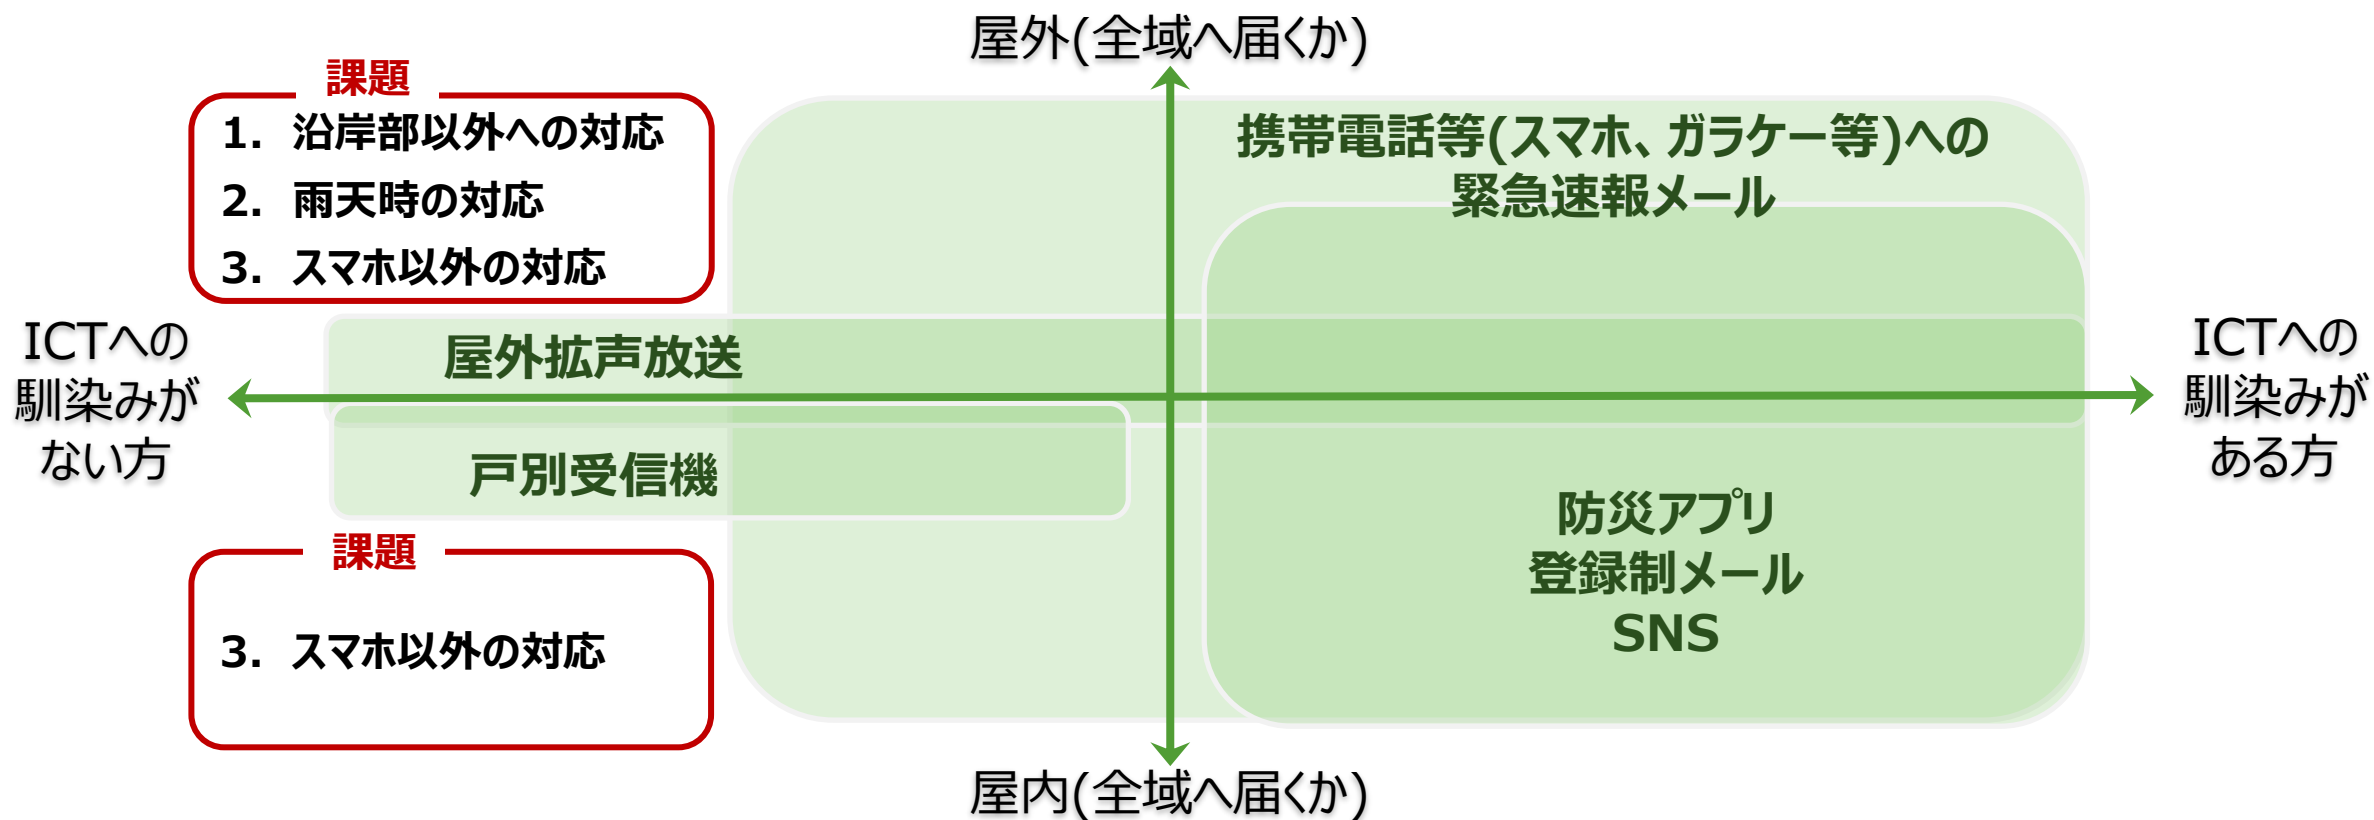 屋外(全域へ届くか)
課題
1. 沿岸部以外への対応
2. 雨天時の対応
3. スマホ以外の対応
携帯電話等(スマホ、ガラケー等)への
緊急速報メール
ICTへの
馴染みが
ない方
屋外拡声放送
戸別受信機
ICTへの
馴染みが
ある方
防災アプリ
登録制メール
SNS
課題
3. スマホ以外の対応
屋内(全域へ届くか)